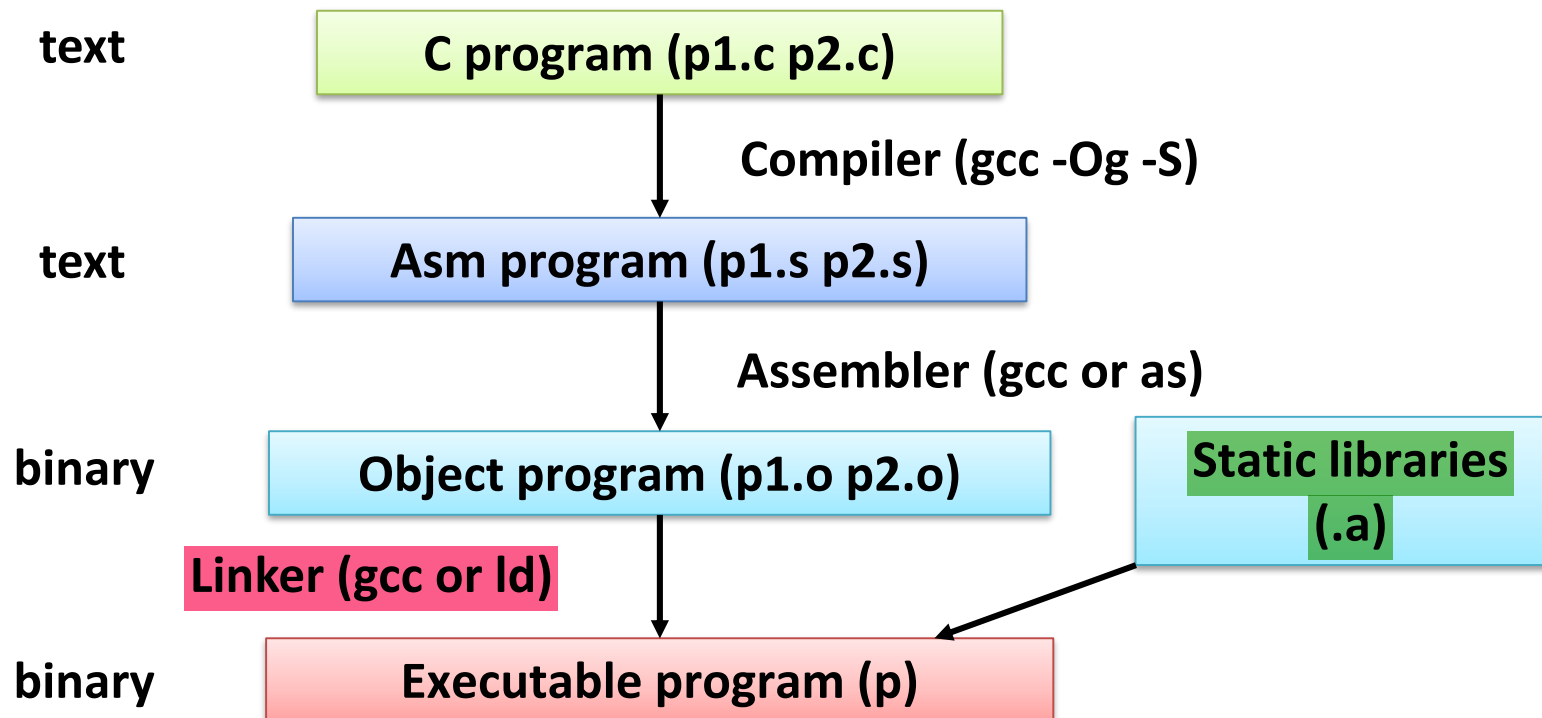 text
C program (p1.c p2.c)
Compiler (gcc -Og -S)
text
Asm program (p1.s p2.s)
Assembler (gcc or as)
binary
Object program (p1.o p2.o)
Static libraries
(.a)
Linker (gcc or ld)
binary
Executable program (p)